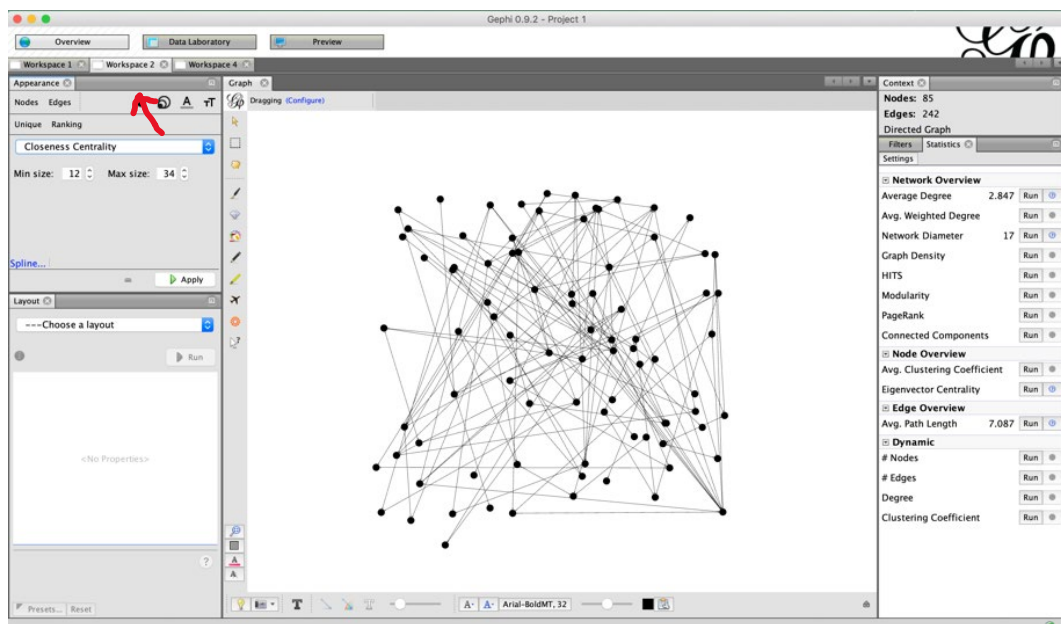 Gephi 0.9.2 - Project 1
Overview Data Laboratory Preview
Workspace 1 Workspace 2 Workspace 4
Appearance
Nodes Edges A TT
Unique Ranking
Closeness Centrality
Min size: 12 Max size: 34
Spline...
Apply
Layout
---Choose a layout
Run
<No Properties>
?
Presets... Reset
Graph
Dragging (Configure)
?
A
A
T T A- A- Arial-BoldMT, 32
Context
Nodes: 85
Edges: 242
Directed Graph
Filters Statistics
Settings
Network Overview
Average Degree 2.847 Run
Avg. Weighted Degree Run
Network Diameter 17 Run
Graph Density Run
HITS Run
Modularity Run
PageRank Run
Connected Components Run
Node Overview
Avg. Clustering Coefficient Run
Eigenvector Centrality Run
Edge Overview
Avg. Path Length 7.087 Run
Dynamic
# Nodes Run
# Edges Run
Degree Run
Clustering Coefficient Run